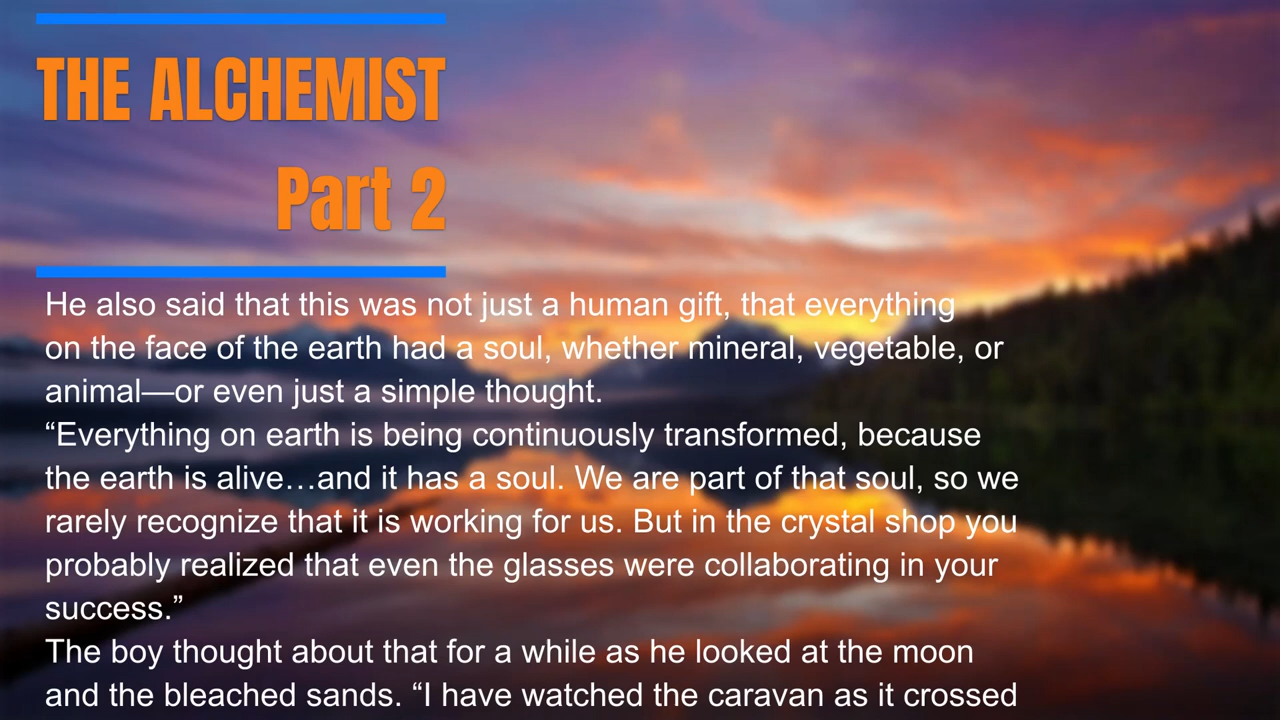 THE ALCHEMIST
Part 2
He also said that this was not just a human gift, that everything
on the face of the earth had a soul, whether mineral, vegetable, or
animal—or even just a simple thought.
“Everything on earth is being continuously transformed, because
the earth is alive…and it has a soul. We are part of that soul, so we
rarely recognize that it is working for us. But in the crystal shop you
probably realized that even the glasses were collaborating in your
success.”
The boy thought about that for a while as he looked at the moon
and the bleached sands. “I have watched the caravan as it crossed